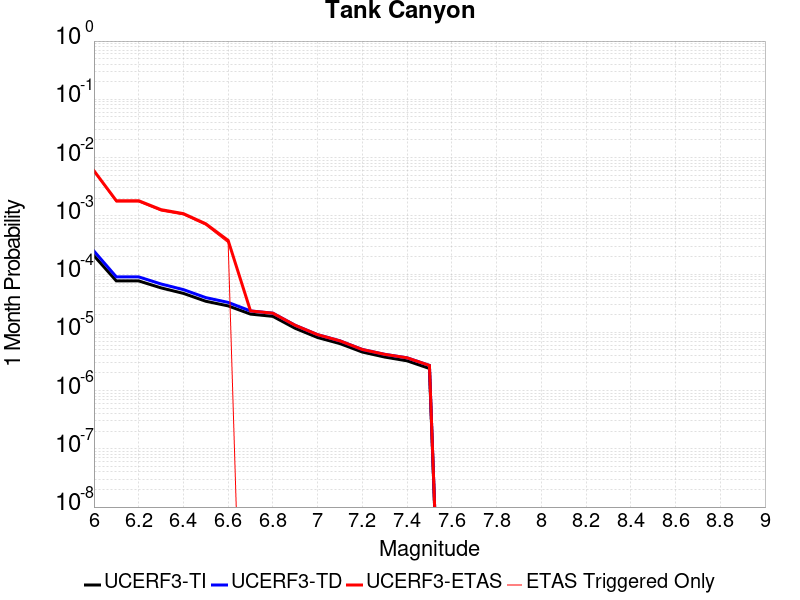 Tank Canyon
10^0
10^-1
10^-2
10^-3
10^-4
10^-5
10^-6
10^-7
10^-8
1 Month Probability
6 6.2 6.4 6.6 6.8 7 7.2 7.4 7.6 7.8 8 8.2 8.4 8.6 8.8 9
Magnitude
UCERF3-TI UCERF3-TD UCERF3-ETAS ETAS Triggered Only